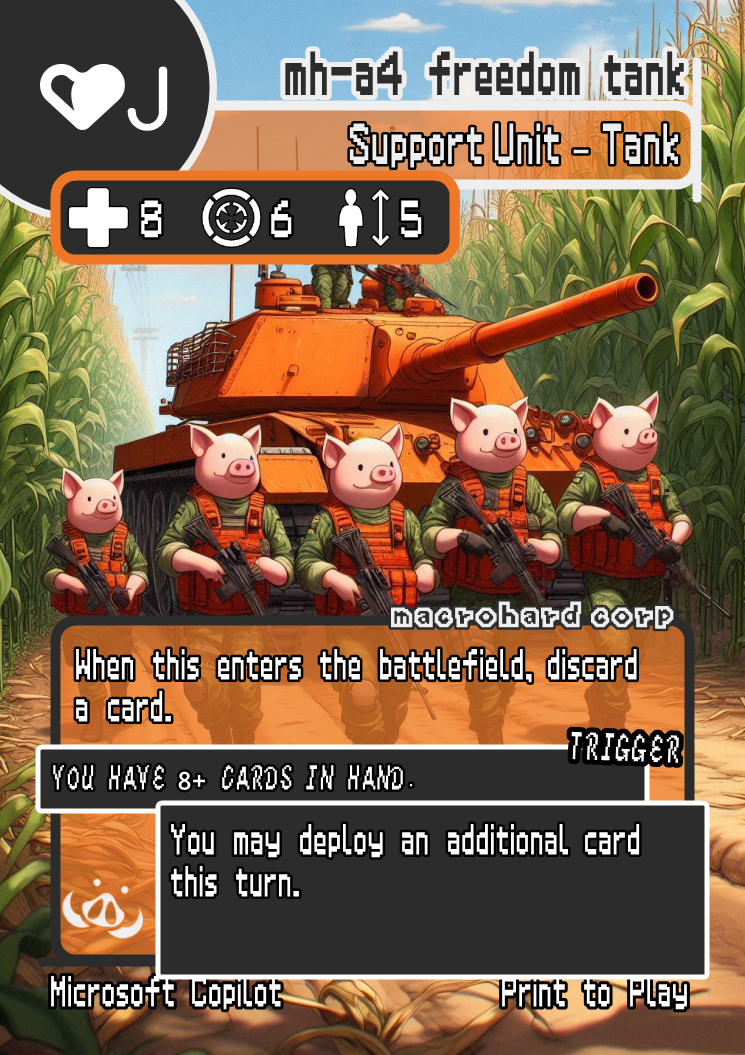 J
mh-a4 freedom tank
Support Unit - Tank
8 6 5
macrohard corp
When this enters the battlefield, discard
a card.
TRIGGER
YOU HAVE 8+ CARDS IN HAND.
You may deploy an additional card
this turn.
Microsoft Copilot
Print to Play